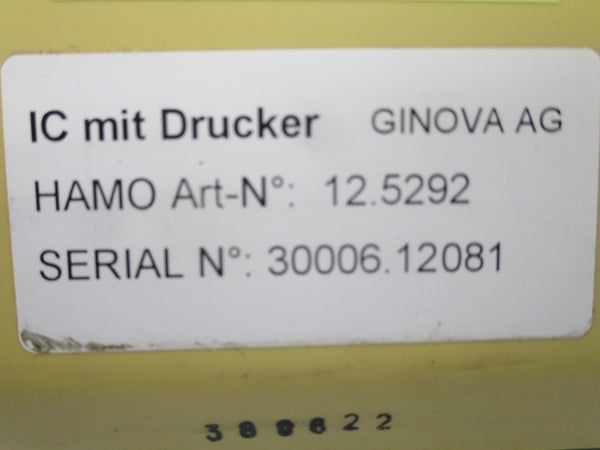 IC mit Drucker GINOVA AG
HAMO Art-N°: 12.5292
SERIAL N°: 30006.12081